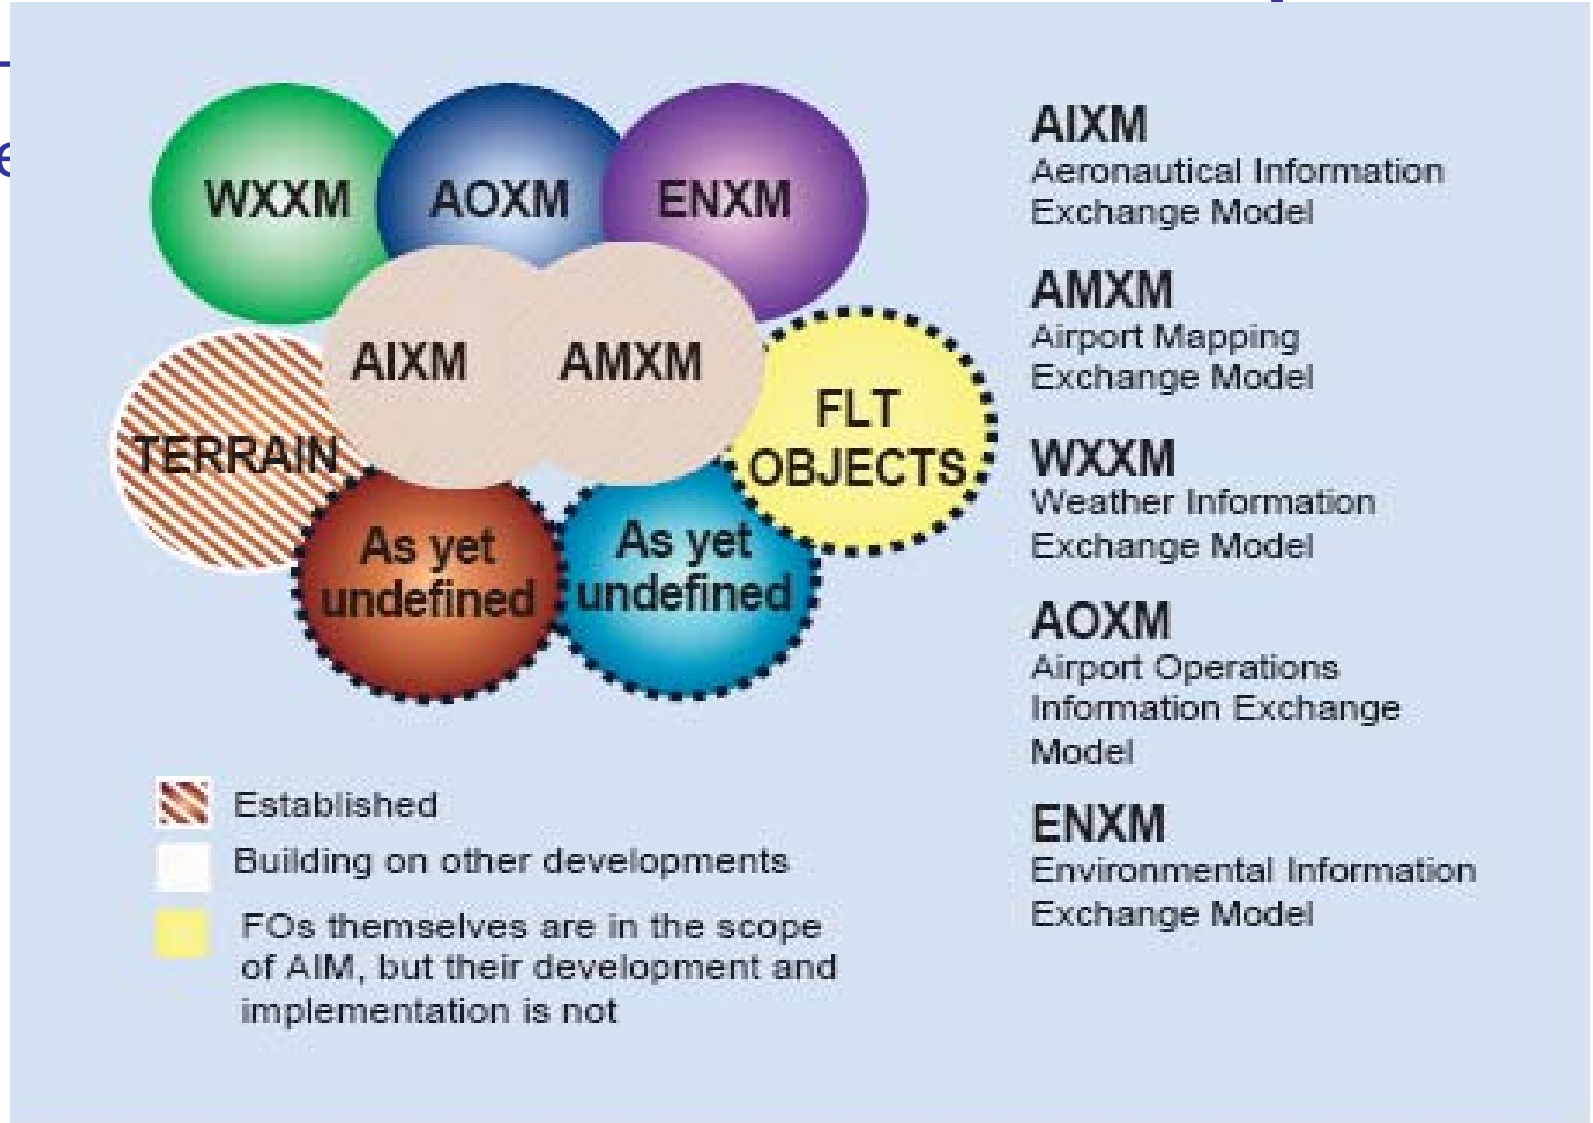 WXXM
AOXM
ENXM
AIXM
AMXM
TERRAIN
FLT
OBJECTS
As yet
undefined
As yet
undefined
Established
Building on other developments
FOs themselves are in the scope
of AIM, but their development and
implementation is not
AIXM
Aeronautical Information
Exchange Model
AMXM
Airport Mapping
Exchange Model
WXXM
Weather Information
Exchange Model
AOXM
Airport Operations
Information Exchange
Model
ENXM
Environmental Information
Exchange Model